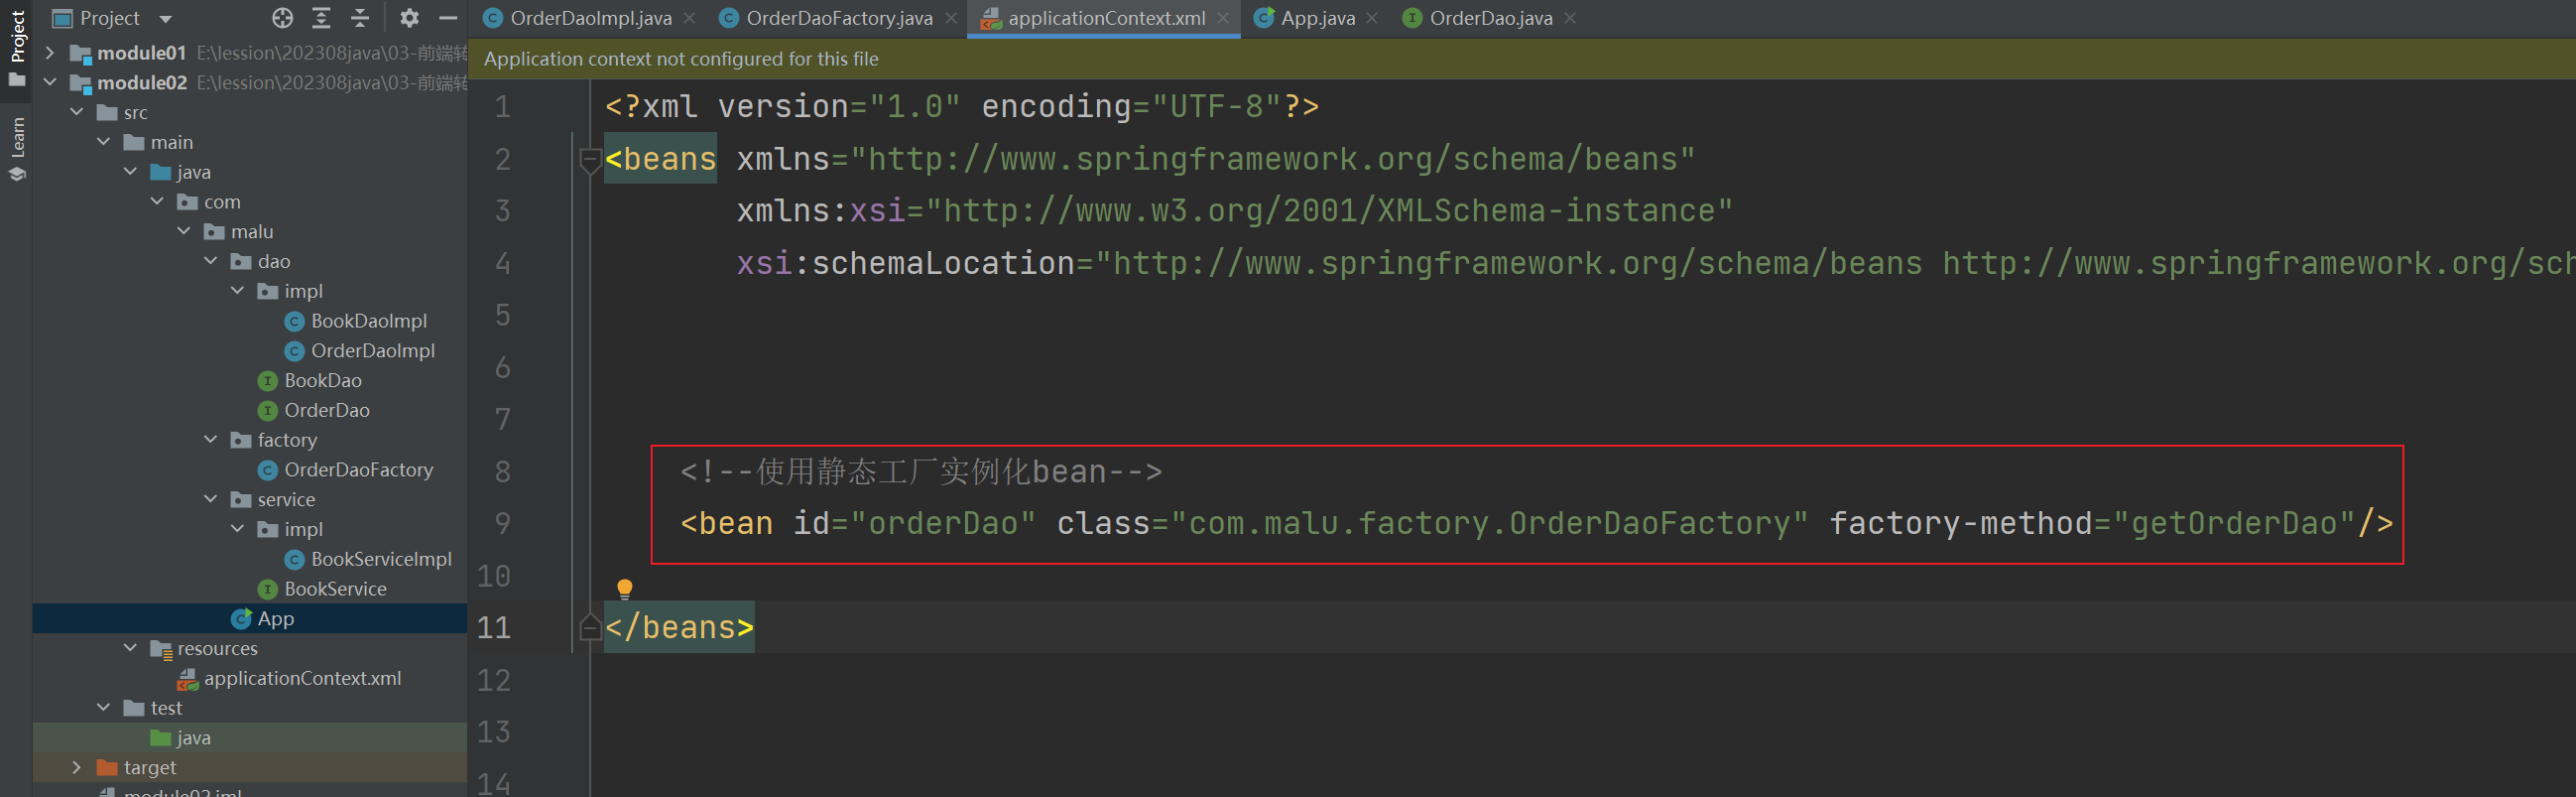 Project
OrderDaoImpl.java
OrderDaoFactory.java
applicationContext.xml
App.java
OrderDao.java
Project
Learn
module01 E:\lession\202308java\03-前端转
module02 E:\lession\202308java\03-前端转
src
main
java
com
malu
dao
impl
BookDaoImpl
OrderDaoImpl
BookDao
OrderDao
factory
OrderDaoFactory
service
impl
BookServiceImpl
BookService
App
resources
applicationContext.xml
test
java
target
module02.iml
Application context not configured for this file
1 <?xml version="1.0" encoding="UTF-8"?>
2 <beans xmlns="http://www.springframework.org/schema/beans"
3 xmlns:xsi="http://www.w3.org/2001/XMLSchema-instance"
4 xsi:schemaLocation="http://www.springframework.org/schema/beans http://www.springframework.org/sch
5
6
7
8 <!--使用静态工厂实例化bean-->
9 <bean id="orderDao" class="com.malu.factory.OrderDaoFactory" factory-method="getOrderDao"/>
10
11 </beans>
12
13
14